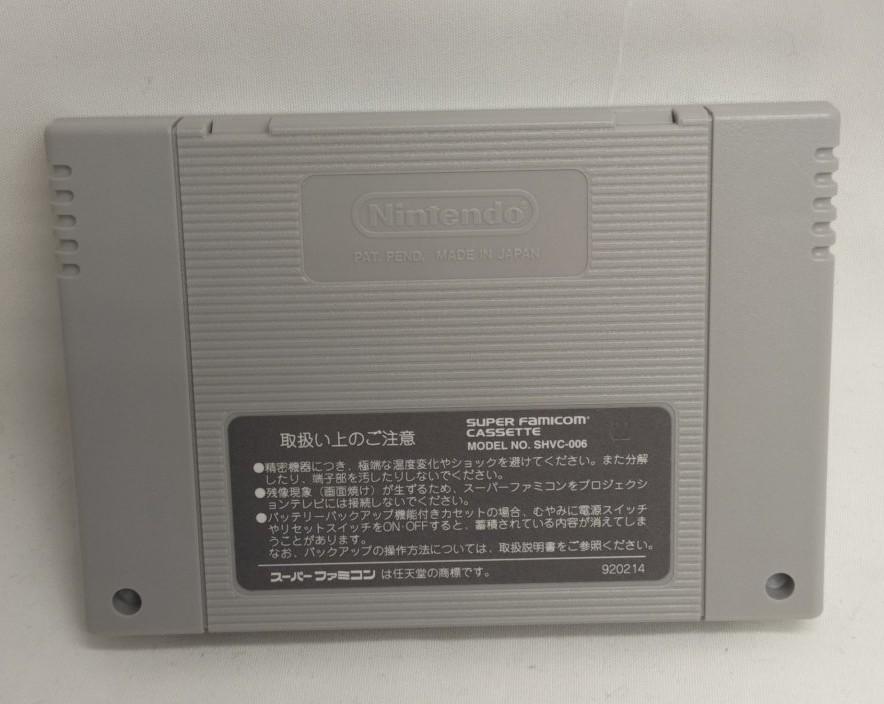 Nintendo®
PAT. PEND. MADE IN JAPAN
取扱い上のご注意
SUPER FAMICOM®
CASSETTE
MODEL NO. SHVC-006
●精密機器につき、極端な温度変化やショックを避けてください。また分解
したり、端子部を汚したりしないでください。
●残像現象（画面焼け）が生ずるため、スーパーファミコンをプロジェクシ
ョンテレビには接続しないでください。
●バッテリーバックアップ機能付きカセットの場合、むやみに電源スイッチ
やリセットスイッチをON·OFFすると、蓄積されている内容が消えてしま
うことがあります。
なお、バックアップの操作方法については、取扱説明書をご参照ください。
スーパーファミコン は任天堂の商標です。
920214